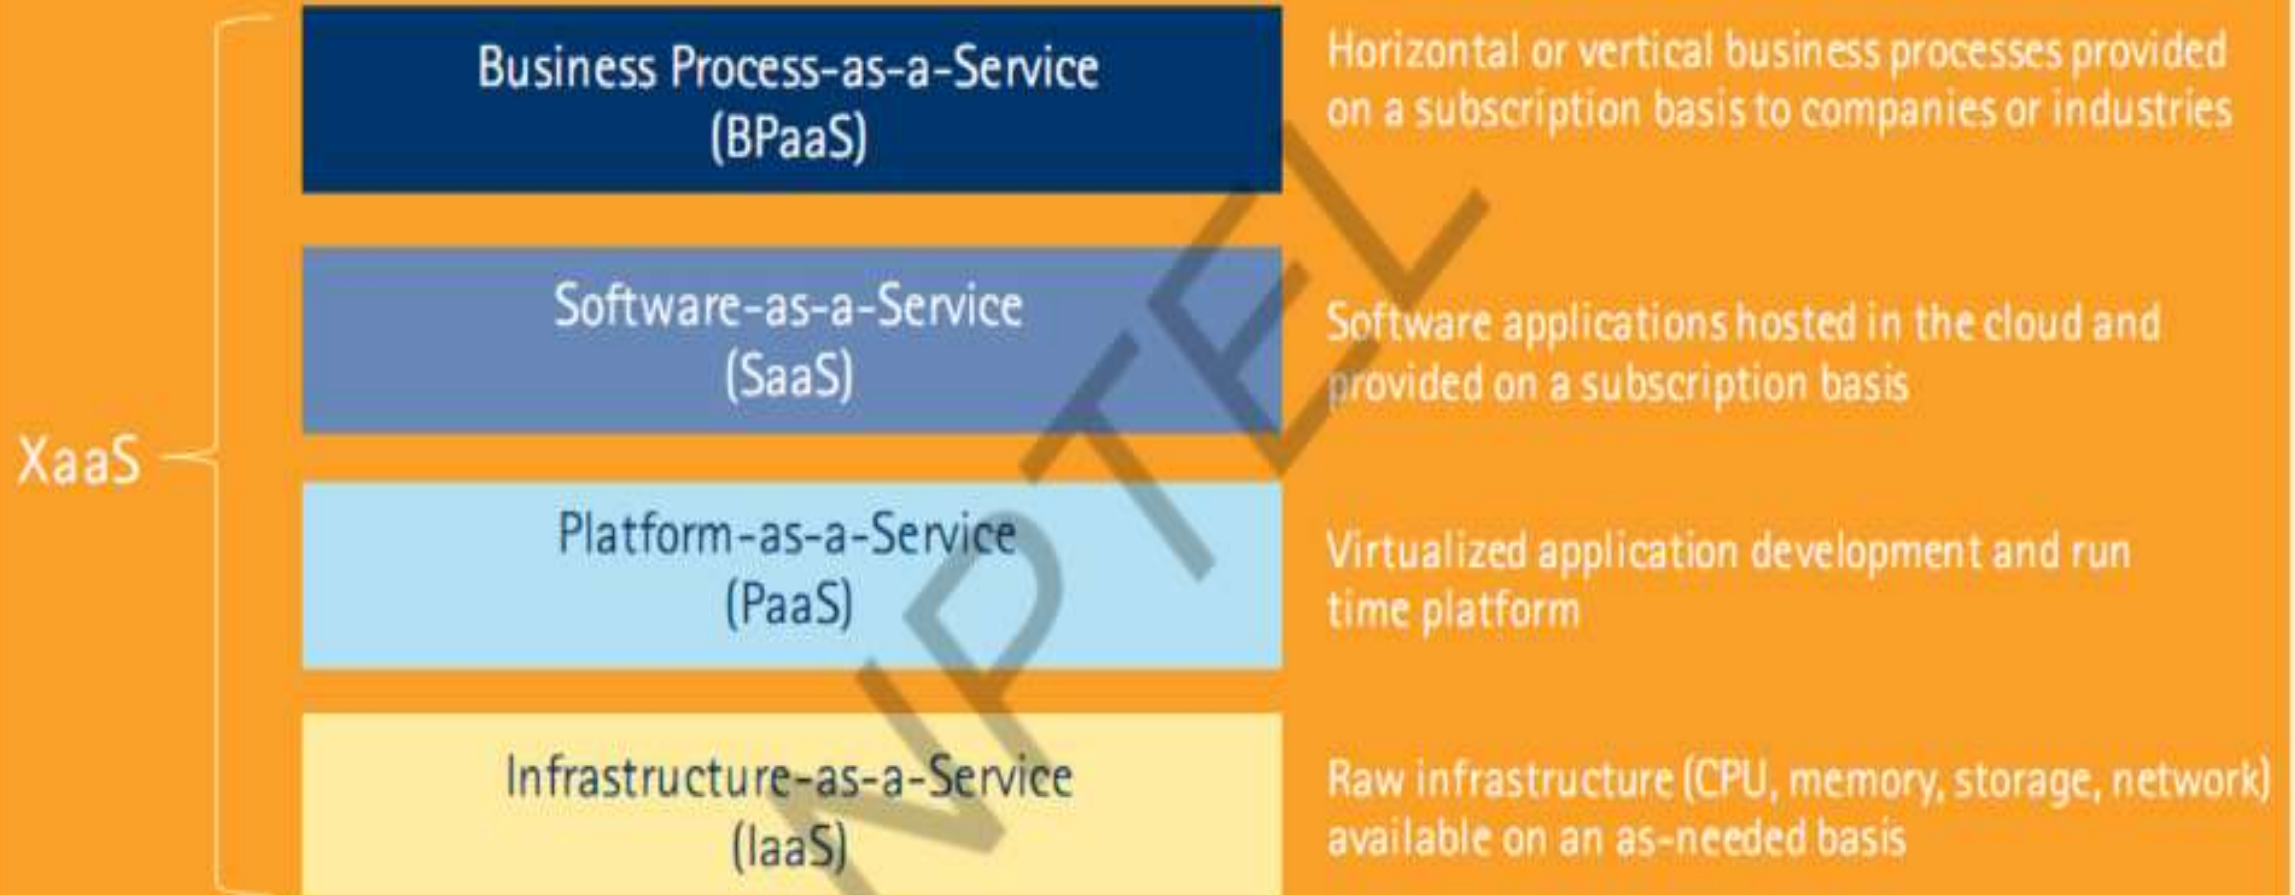 Business Process-as-a-Service
(BPaaS)
Horizontal or vertical business processes provided
on a subscription basis to companies or industries
Software-as-a-Service
(SaaS)
Software applications hosted in the cloud and
provided on a subscription basis
XaaS
Platform-as-a-Service
(PaaS)
Virtualized application development and run
time platform
Infrastructure-as-a-Service
(IaaS)
Raw infrastructure (CPU, memory, storage, network)
available on an as-needed basis
NPTEL